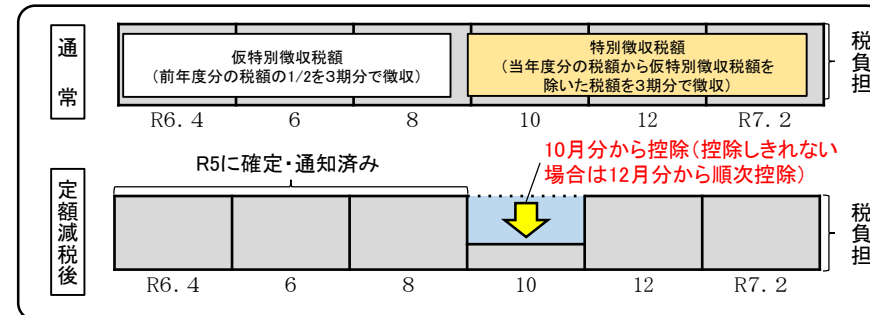 通常
仮特別徴収税額
(前年度分の税額の1/2を3期分で徴収)
特別徴収税額
(当年度分の税額から仮特別徴収税額を
除いた税額を3期分で徴収)
税負担
R6.4 6 8 10 12 R7.2
10月分から控除(控除しきれない
場合は12月分から順次控除)
R5に確定・通知済み
定額減税後
税負担
R6.4 6 8 10 12 R7.2